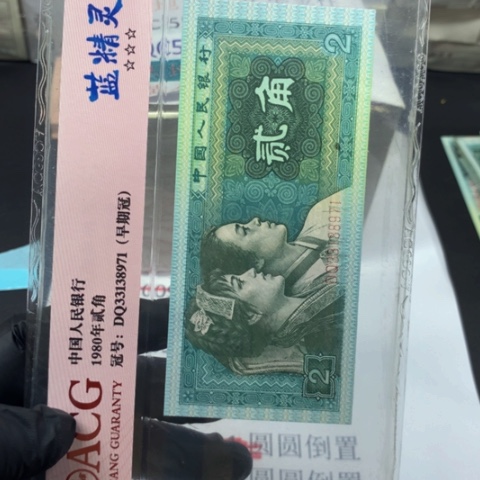 蓝精灵
☆☆☆
中国人民银行
1980年贰角
冠号：DQ33138971（早期冠）
ACG
ANG GUARANTY
中国人民银行
贰角
2
2
DQ33138971
圆圆倒置
圆圆倒置